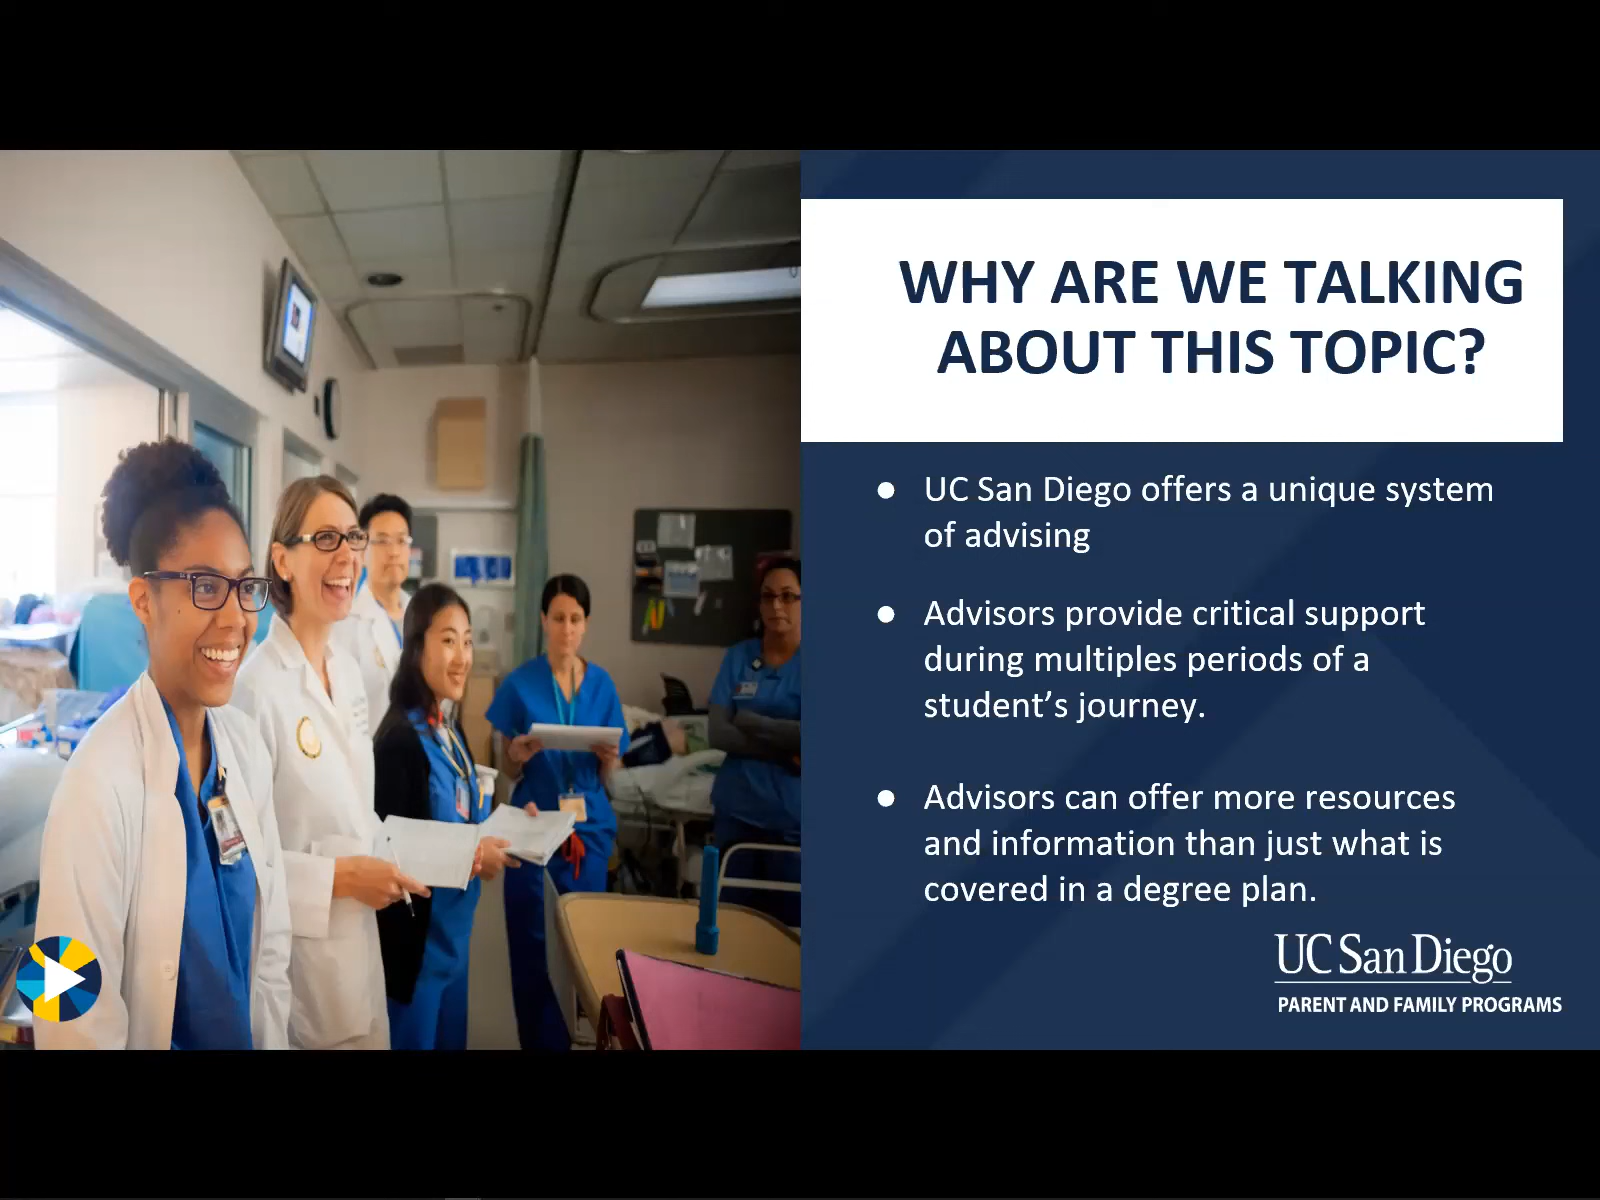 WHY ARE WE TALKING
ABOUT THIS TOPIC?
● UC San Diego offers a unique system
of advising
● Advisors provide critical support
during multiples periods of a
student’s journey.
● Advisors can offer more resources
and information than just what is
covered in a degree plan.
UC San Diego
PARENT AND FAMILY PROGRAMS